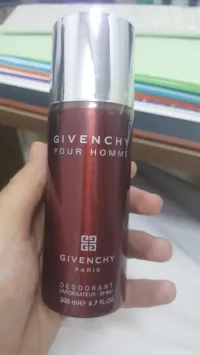 GIVENCHY
POUR HOMME
GIVENCHY
PARIS
DEODORANT
VAPORISATEUR - SPRAY
200 ml e 6.7 FL.OZ